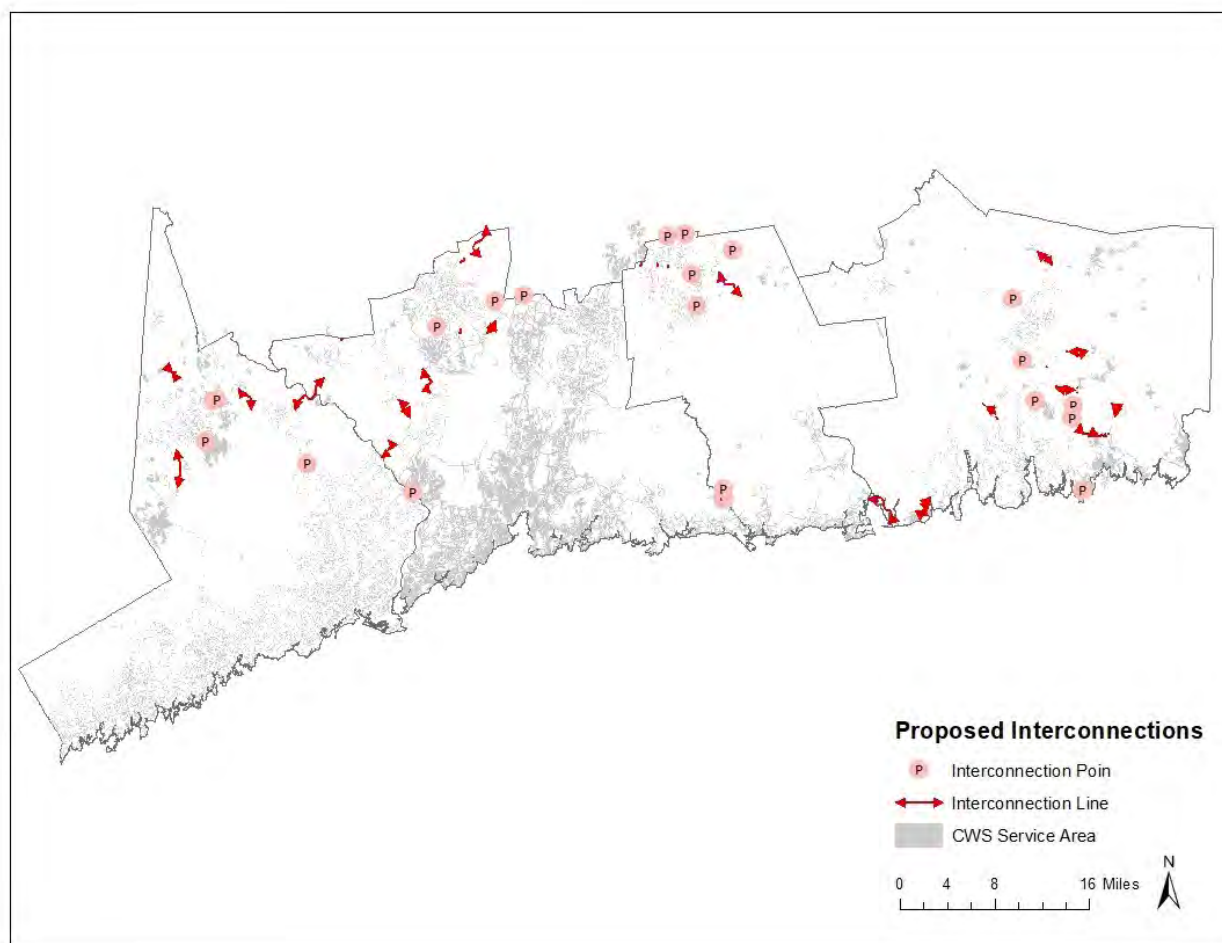 P P
P
P
P P P
P
P
P
P P
P
P
P
P
P P
P
Proposed Interconnections
P Interconnection Poin
Interconnection Line
CWS Service Area
N
0 4 8 16 Miles